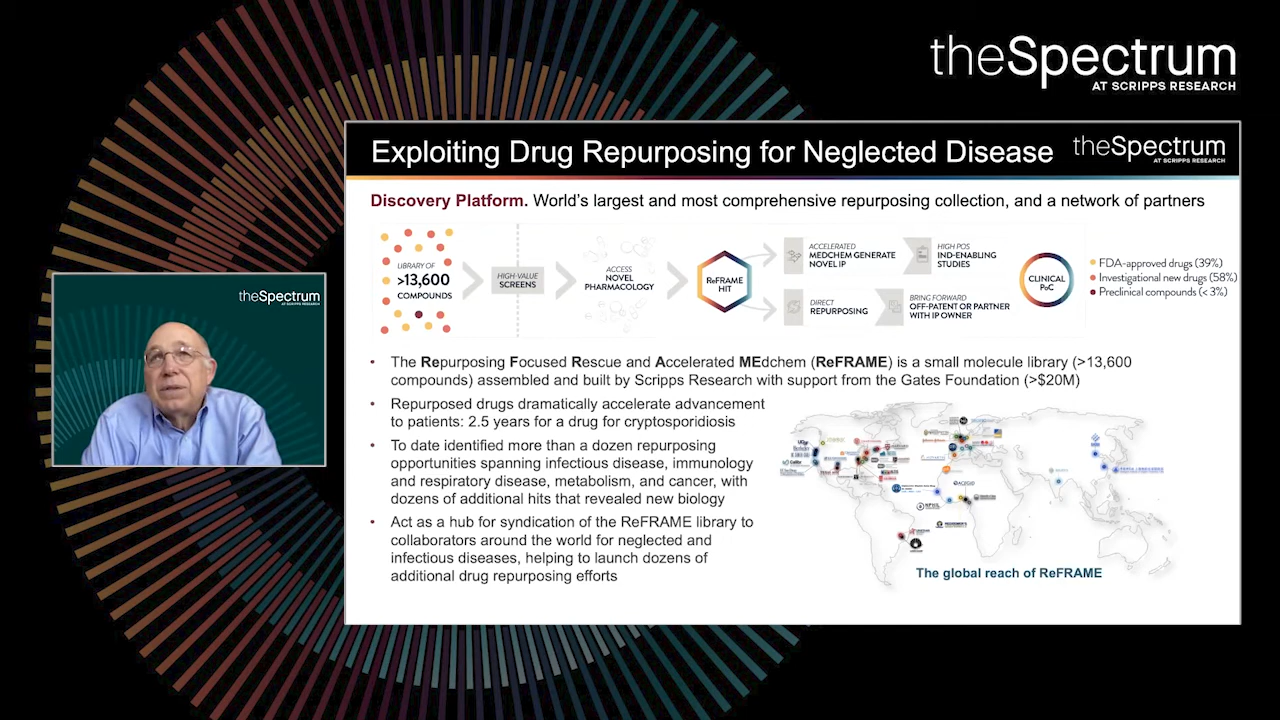 theSpectrum
AT SCRIPPS RESEARCH
Exploiting Drug Repurposing for Neglected Disease
theSpectrum
AT SCRIPPS RESEARCH
Discovery Platform. World's largest and most comprehensive repurposing collection, and a network of partners
LIBRARY OF
>13,600
COMPOUNDS
HIGH-VALUE
SCREENS
ACCESS
NOVEL
PHARMACOLOGY
ReFRAME
HIT
ACCELERATED
MEDCHEM GENERATE
NOVEL IP
HIGH POS
IND-ENABLING
STUDIES
DIRECT
REPURPOSING
BRING FORWARD
OFF-PATENT OR PARTNER
WITH IP OWNER
CLINICAL
PoC
FDA-approved drugs (39%)
Investigational new drugs (58%)
Preclinical compounds (< 3%)
theSpectrum
AT SCRIPPS RESEARCH
• The Repurposing Focused Rescue and Accelerated MEdchem (ReFRAME) is a small molecule library (>13,600
compounds) assembled and built by Scripps Research with support from the Gates Foundation (>$20M)
• Repurposed drugs dramatically accelerate advancement
to patients: 2.5 years for a drug for cryptosporidiosis
• To date identified more than a dozen repurposing
opportunities spanning infectious disease, immunology
and respiratory disease, metabolism, and cancer, with
dozens of additional hits that revealed new biology
• Act as a hub for syndication of the ReFRAME library to
collaborators around the world for neglected and
infectious diseases, helping to launch dozens of
additional drug repurposing efforts
The global reach of ReFRAME